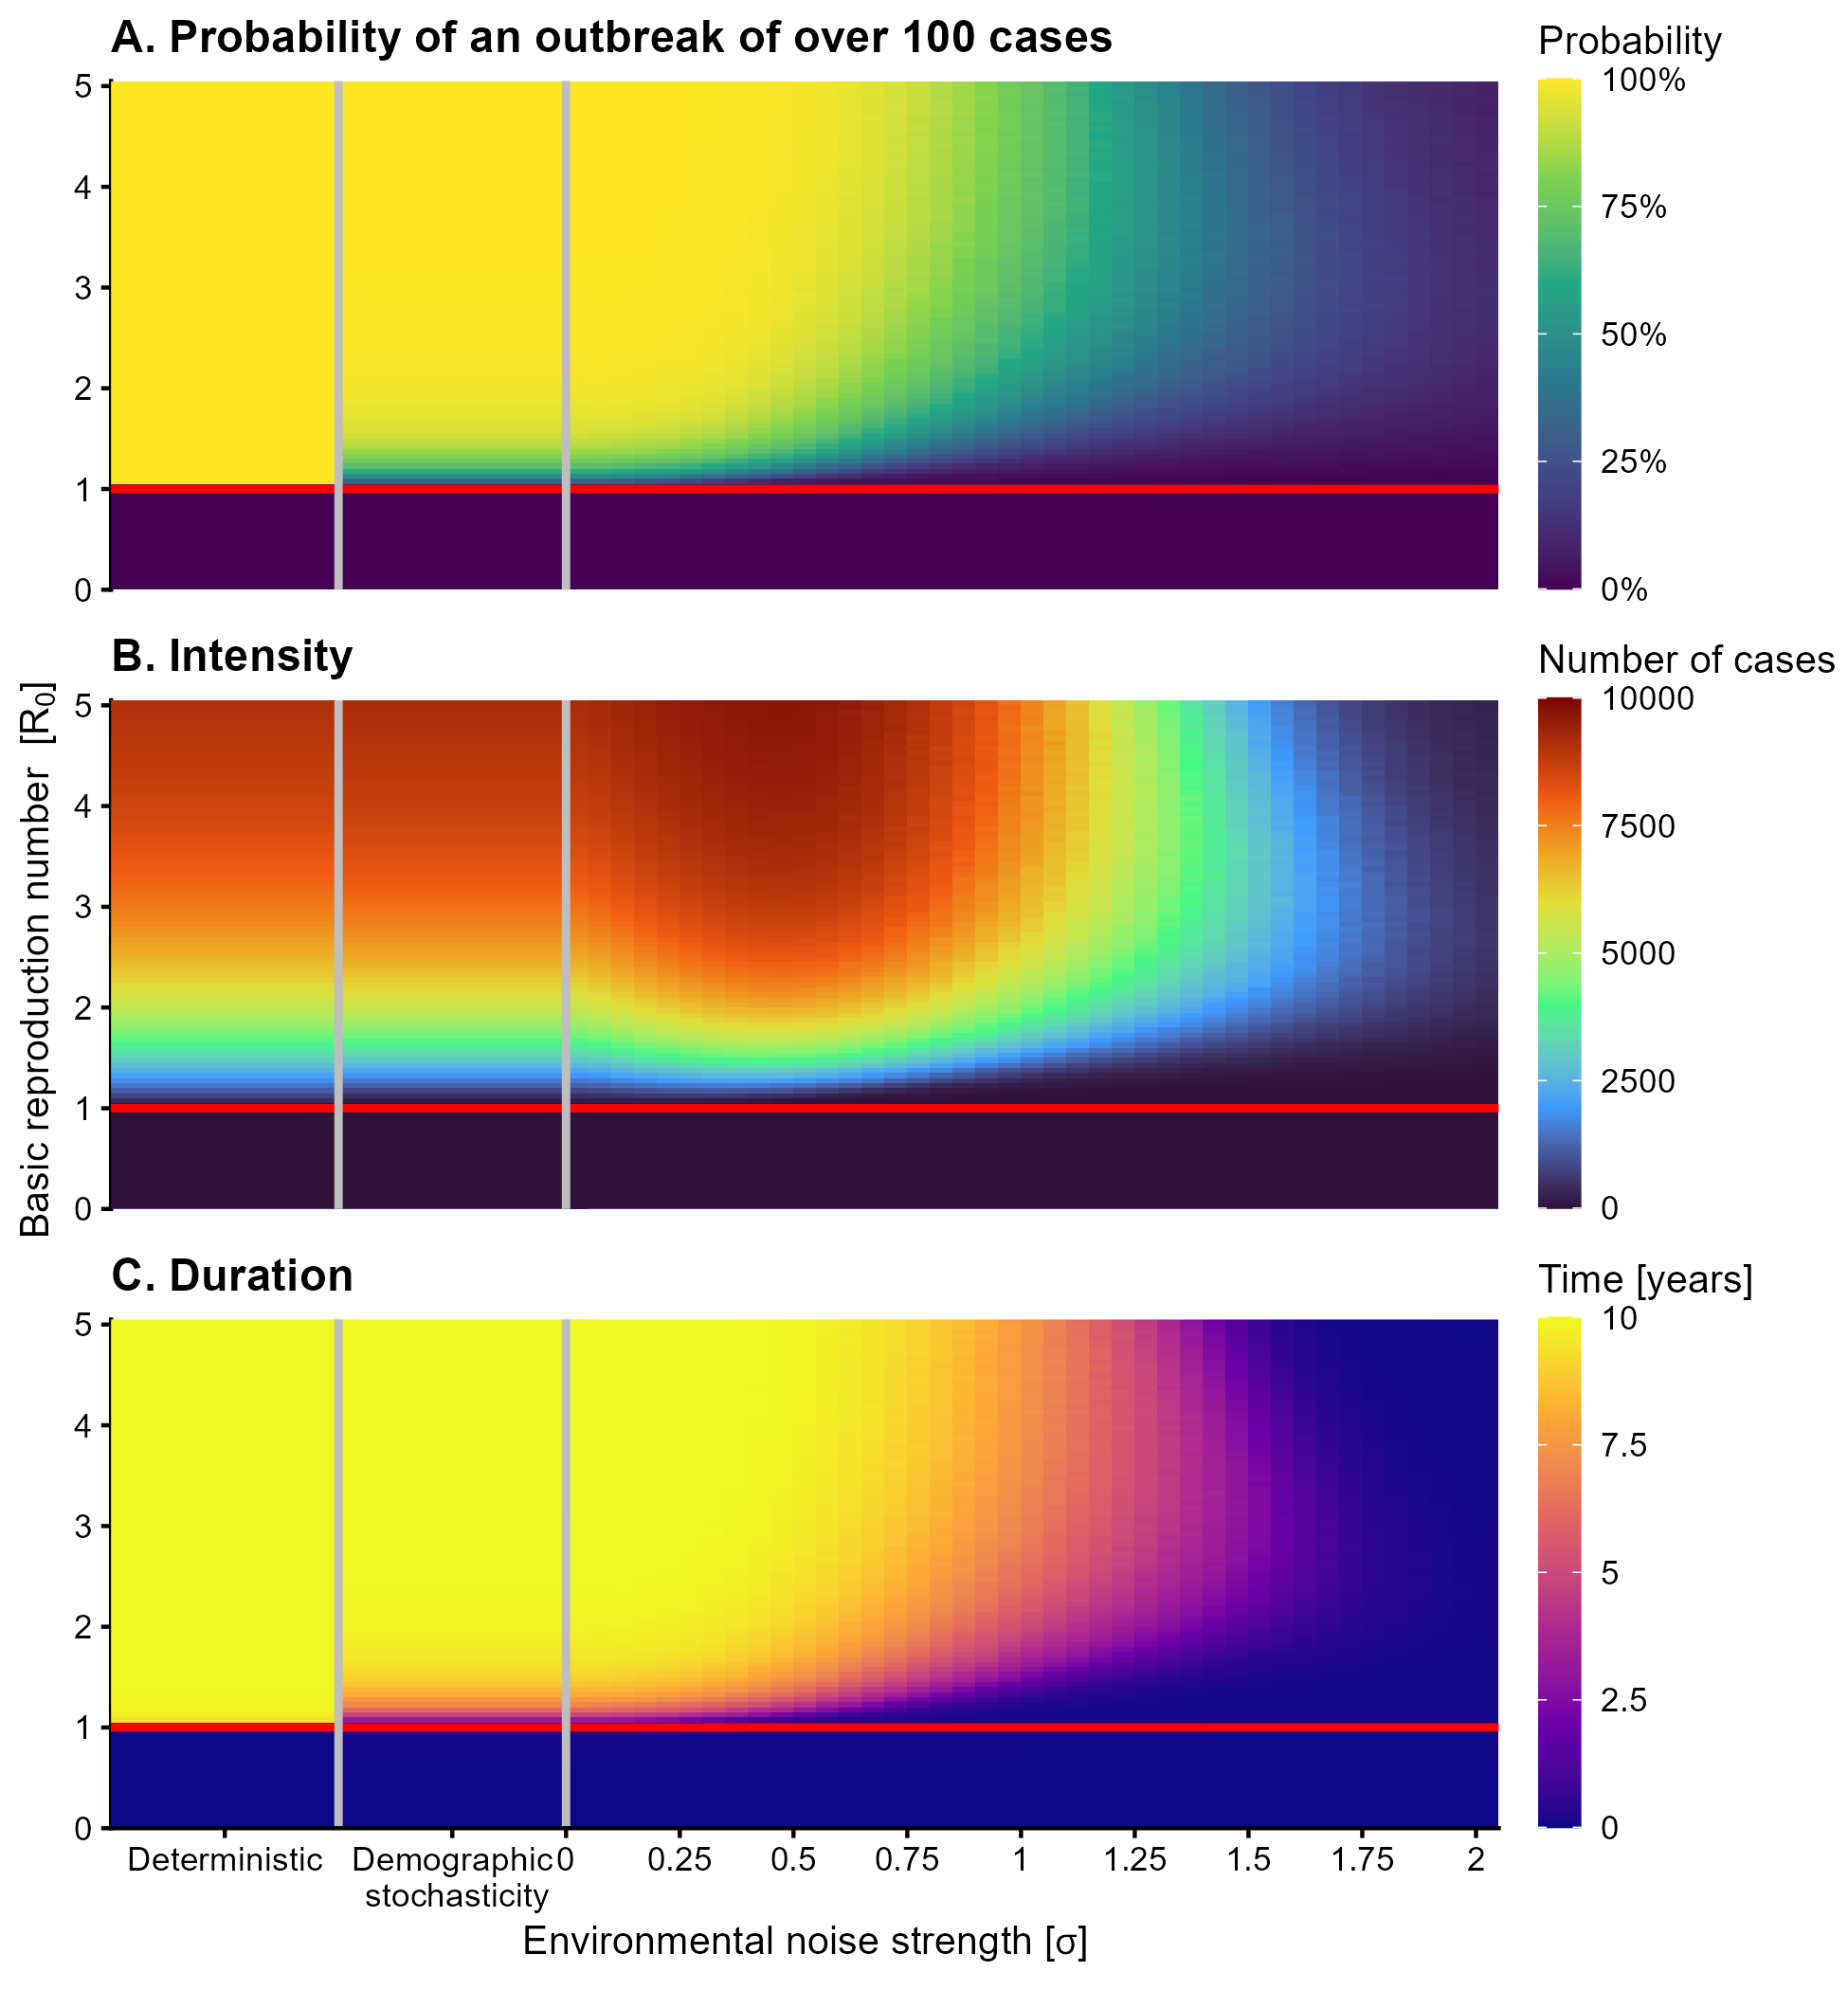 A. Probability of an outbreak of over 100 cases
Probability
5
4
3
2
1
0
100%
75%
50%
25%
0%
B. Intensity
Number of cases
Basic reproduction number [R₀]
5
4
3
2
1
0
10000
7500
5000
2500
0
C. Duration
Time [years]
5
4
3
2
1
0
10
7.5
5
2.5
0
Deterministic
Demographic
stochasticity
0 0.25 0.5 0.75 1 1.25 1.5 1.75 2
Environmental noise strength [σ]